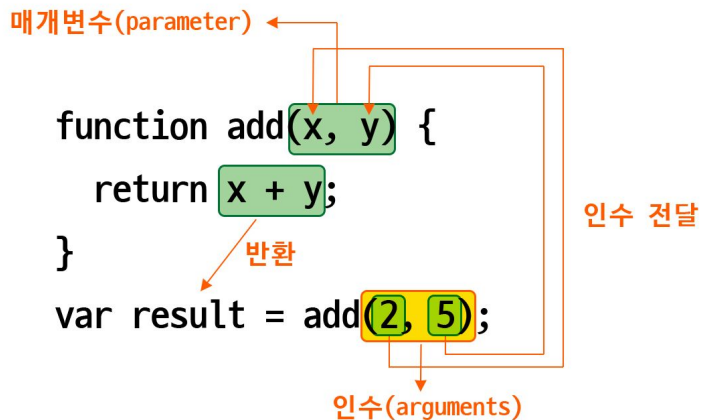 매개변수(parameter)
function add(x, y) {
return x + y;
인수 전달
}
반환
var result = add(2, 5);
인수(arguments)